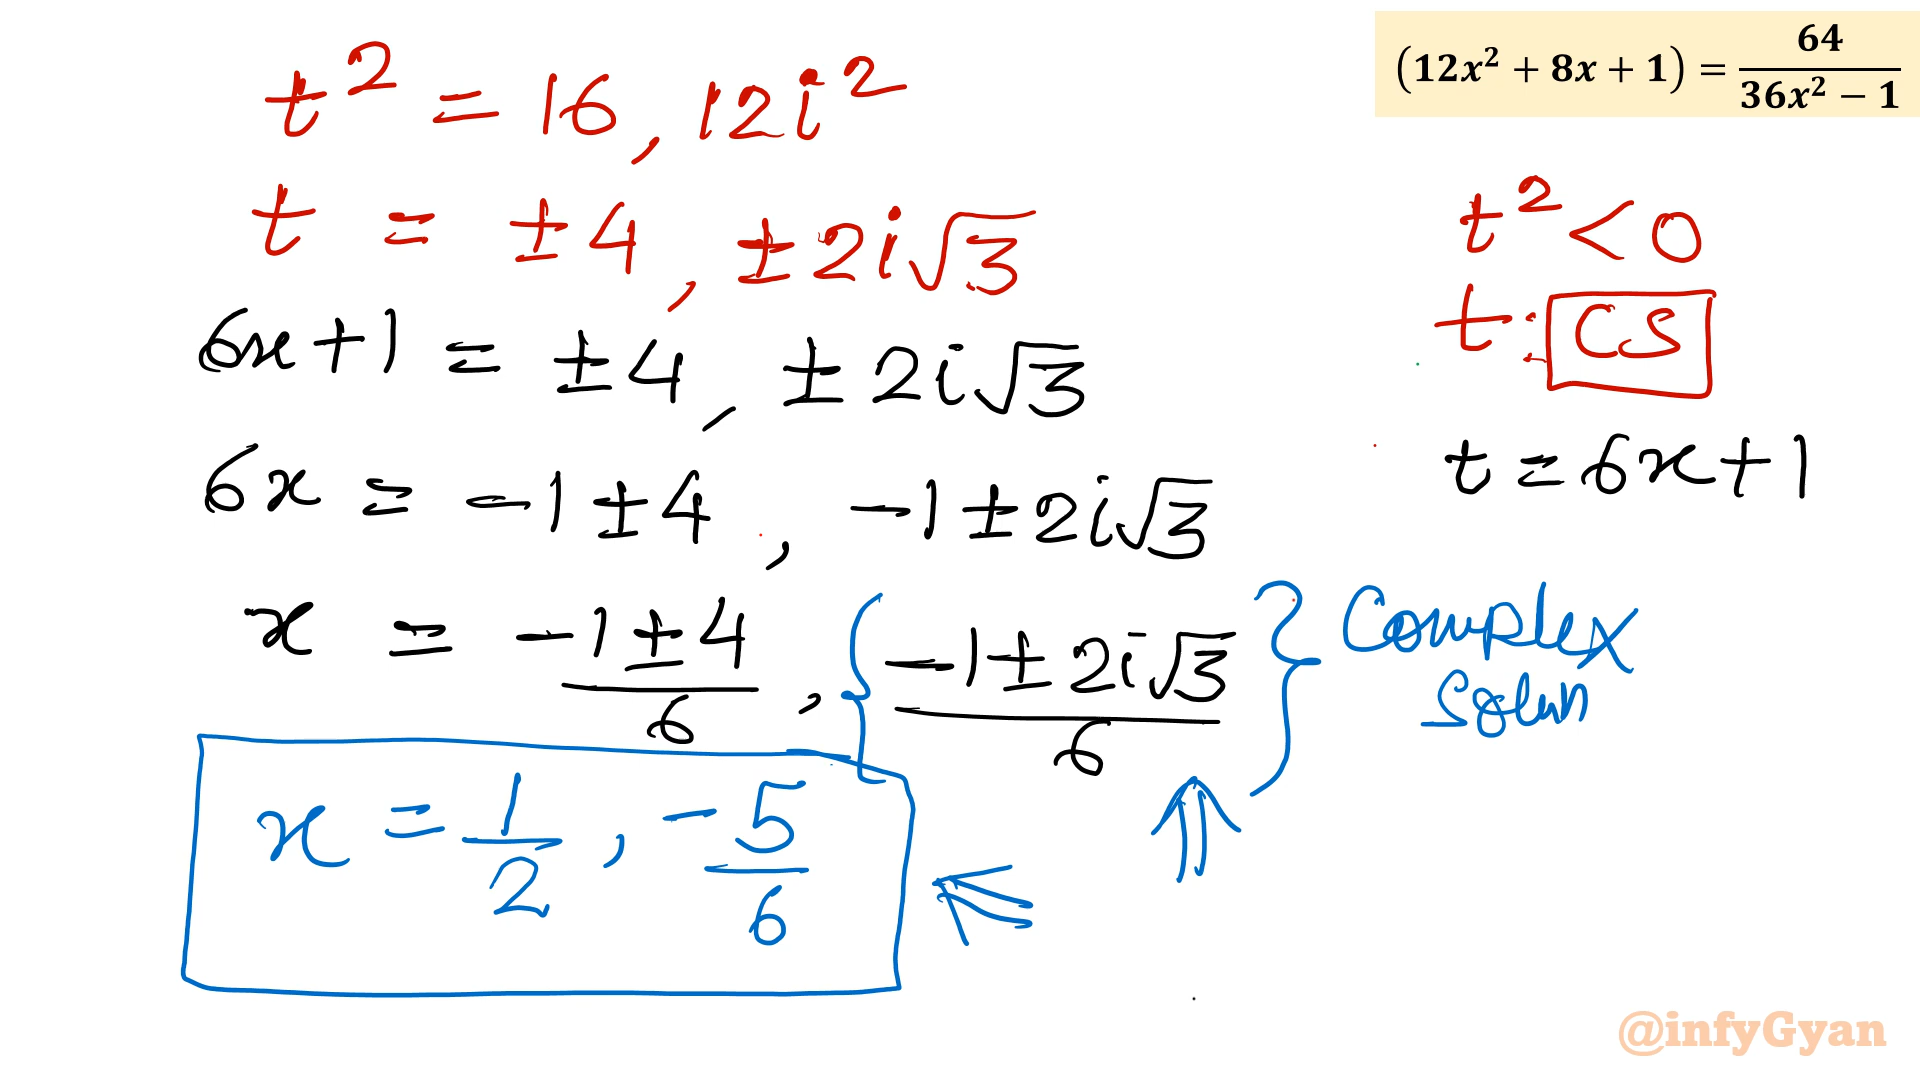 (12x² + 8x + 1) = 64/(36x² − 1)
t² = 16, 12i²
t = ±4, ±2i√3
6x+1 = ±4, ±2i√3
6x = −1±4, −1±2i√3
x = (−1±4)/6, {(−1±2i√3)/6} Complex Solun
x = 1/2, −5/6
t² < 0
t: CS
t = 6x+1
@infyGyan